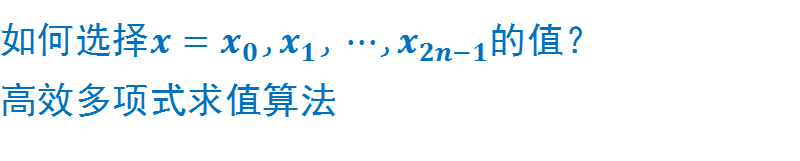 如何选择x = x₀, x₁, ⋯, x₂ₙ₋₁的值？
高效多项式求值算法